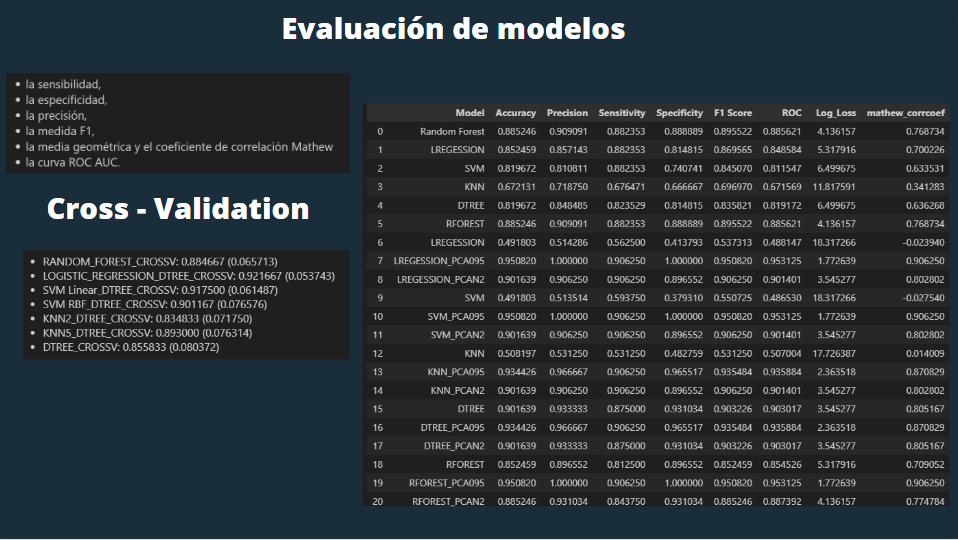 Evaluación de modelos
• la sensibilidad,
• la especificidad,
• la precisión,
• la medida F1,
• la media geométrica y el coeficiente de correlación Mathew
• la curva ROC AUC.
Cross - Validation
• RANDOM_FOREST_CROSSV: 0.884667 (0.065713)
• LOGISTIC_REGRESSION_DTREE_CROSSV: 0.921667 (0.053743)
• SVM Linear_DTREE_CROSSV: 0.917500 (0.061487)
• SVM RBF_DTREE_CROSSV: 0.901167 (0.076576)
• KNN2_DTREE_CROSSV: 0.834833 (0.071750)
• KNN5_DTREE_CROSSV: 0.893000 (0.076314)
• DTREE_CROSSV: 0.855833 (0.080372)
Model Accuracy Precision Sensitivity Specificity F1 Score ROC Log_Loss mathew_corrcoef
0 Random Forest 0.885246 0.909091 0.882353 0.888889 0.895522 0.885621 4.136157 0.768734
1 LREGESSION 0.852459 0.857143 0.882353 0.814815 0.869565 0.848584 5.317916 0.700226
2 SVM 0.819672 0.810811 0.882353 0.740741 0.845070 0.811547 6.499675 0.633531
3 KNN 0.672131 0.718750 0.676471 0.666667 0.696970 0.671569 11.817591 0.341283
4 DTREE 0.819672 0.848485 0.823529 0.814815 0.835821 0.819172 6.499675 0.636268
5 RFOREST 0.885246 0.909091 0.882353 0.888889 0.895522 0.885621 4.136157 0.768734
6 LREGESSION 0.491803 0.514286 0.562500 0.413793 0.537313 0.488147 18.317266 -0.023940
7 LREGESSION_PCA095 0.950820 1.000000 0.906250 1.000000 0.950820 0.953125 1.772639 0.906250
8 LREGESSION_PCAN2 0.901639 0.906250 0.906250 0.896552 0.906250 0.901401 3.545277 0.802802
9 SVM 0.491803 0.513514 0.593750 0.379310 0.550725 0.486530 18.317266 -0.027540
10 SVM_PCA095 0.950820 1.000000 0.906250 1.000000 0.950820 0.953125 1.772639 0.906250
11 SVM_PCAN2 0.901639 0.906250 0.906250 0.896552 0.906250 0.901401 3.545277 0.802802
12 KNN 0.508197 0.531250 0.531250 0.482759 0.531250 0.507004 17.726387 0.014009
13 KNN_PCA095 0.934426 0.966667 0.906250 0.965517 0.935484 0.935884 2.363518 0.870829
14 KNN_PCAN2 0.901639 0.906250 0.906250 0.896552 0.906250 0.901401 3.545277 0.802802
15 DTREE 0.901639 0.933333 0.875000 0.931034 0.903226 0.903017 3.545277 0.805167
16 DTREE_PCA095 0.934426 0.966667 0.906250 0.965517 0.935484 0.935884 2.363518 0.870829
17 DTREE_PCAN2 0.901639 0.933333 0.875000 0.931034 0.903226 0.903017 3.545277 0.805167
18 RFOREST 0.852459 0.896552 0.812500 0.896552 0.852459 0.854526 5.317916 0.709052
19 RFOREST_PCA095 0.950820 1.000000 0.906250 1.000000 0.950820 0.953125 1.772639 0.906250
20 RFOREST_PCAN2 0.885246 0.931034 0.843750 0.931034 0.885246 0.887392 4.136157 0.774784